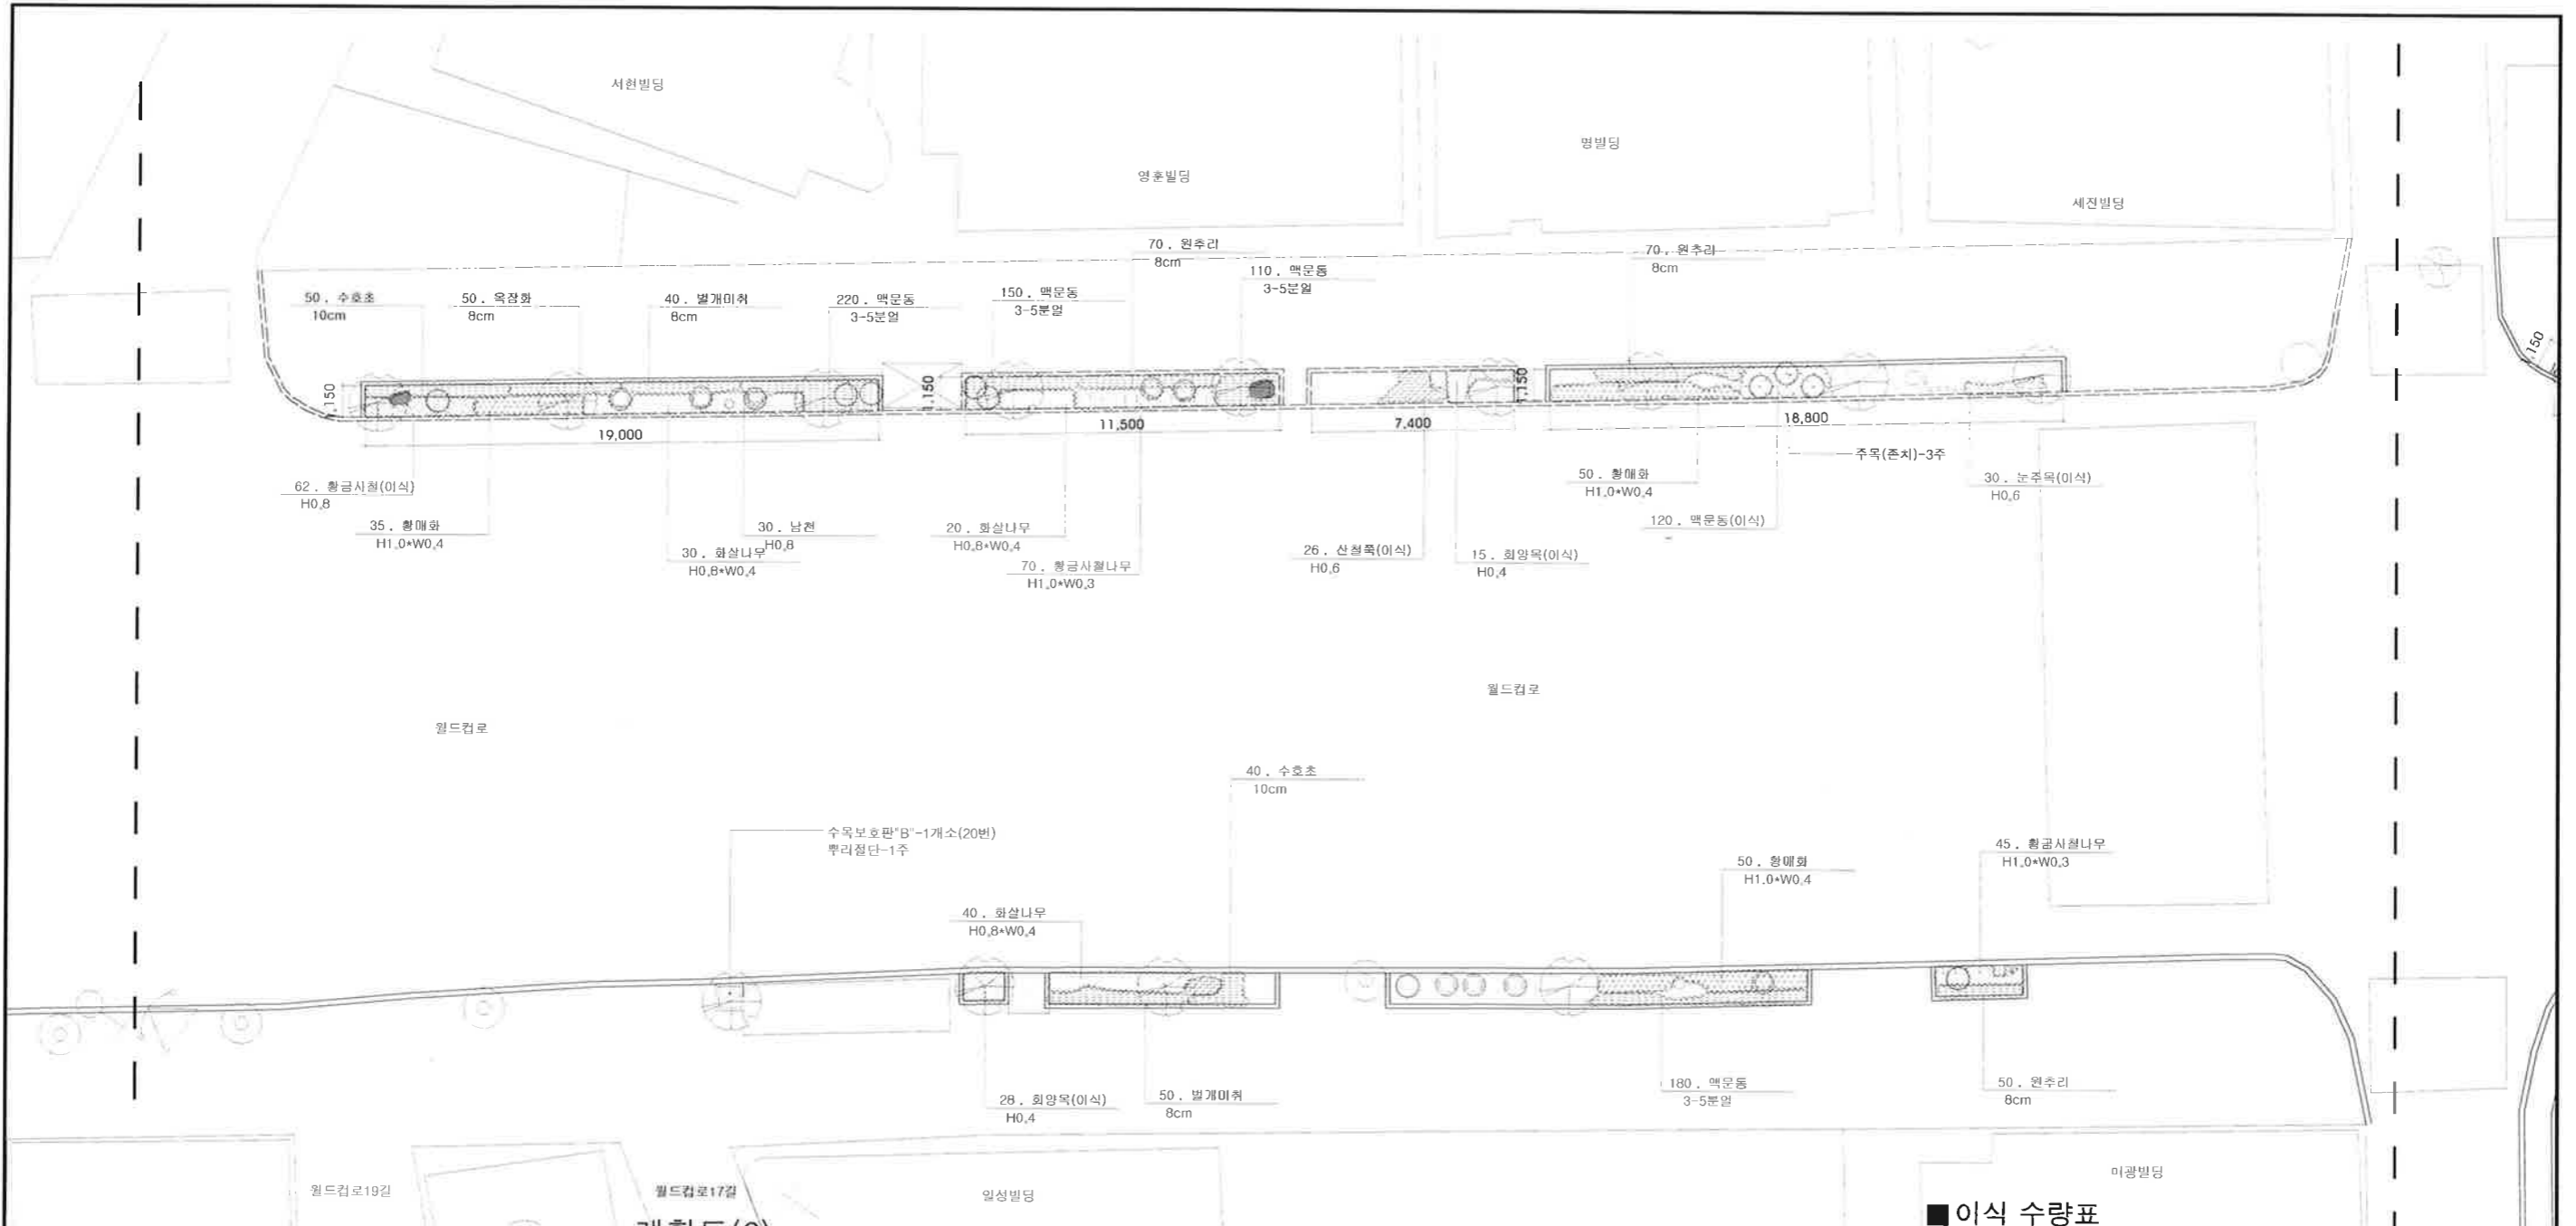 서현빌딩
명빌딩
영훈빌딩
세진빌딩
70 . 원추리
8cm
70 . 원추리
8cm
110 . 맥문동
3-5분얼
50 . 수호초
10cm
50 . 옥잠화
8cm
40 . 벌개미취
8cm
220 . 맥문동
3-5분얼
150 . 맥문동
3-5분얼
1,150
1,150
1,150
19,000
11,500
7,400
18,800
주목(존치)-3주
62 . 황금사철(이식)
H0.8
35 . 황매화
H1.0*W0.4
30 . 화살나무
H0.8*W0.4
30 . 남천
H0.8
20 . 화살나무
H0.8*W0.4
70 . 황금사철나무
H1.0*W0.3
26 . 산철쭉(이식)
H0.6
15 . 회양목(이식)
H0.4
50 . 황매화
H1.0*W0.4
120 . 맥문동(이식)
-
30 . 눈주목(이식)
H0.6
월드컵로
월드컵로
40 . 수호초
10cm
수목보호판"B"-1개소(20번)
뿌리절단-1주
40 . 화살나무
H0.8*W0.4
50 . 황매화
H1.0*W0.4
45 . 황금사철나무
H1.0*W0.3
28 . 회양목(이식)
H0.4
50 . 벌개미취
8cm
180 . 맥문동
3-5분얼
50 . 원추리
8cm
월드컵로19길
월드컵로17길
일성빌딩
미광빌딩
■이식 수량표